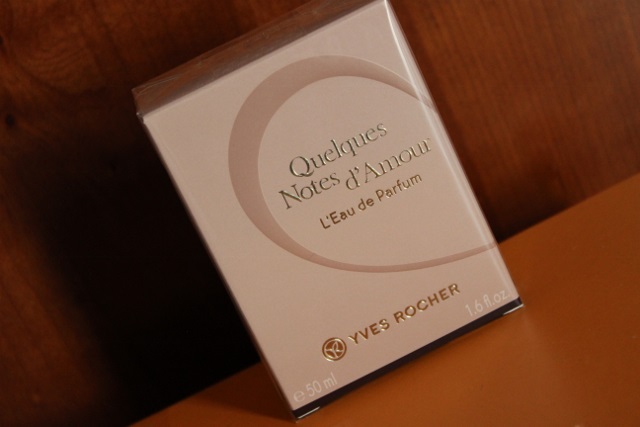 Quelques
Notes d'Amour
L'Eau de Parfum
YVES ROCHER
℮ 50 ml
1.6 fl.oz